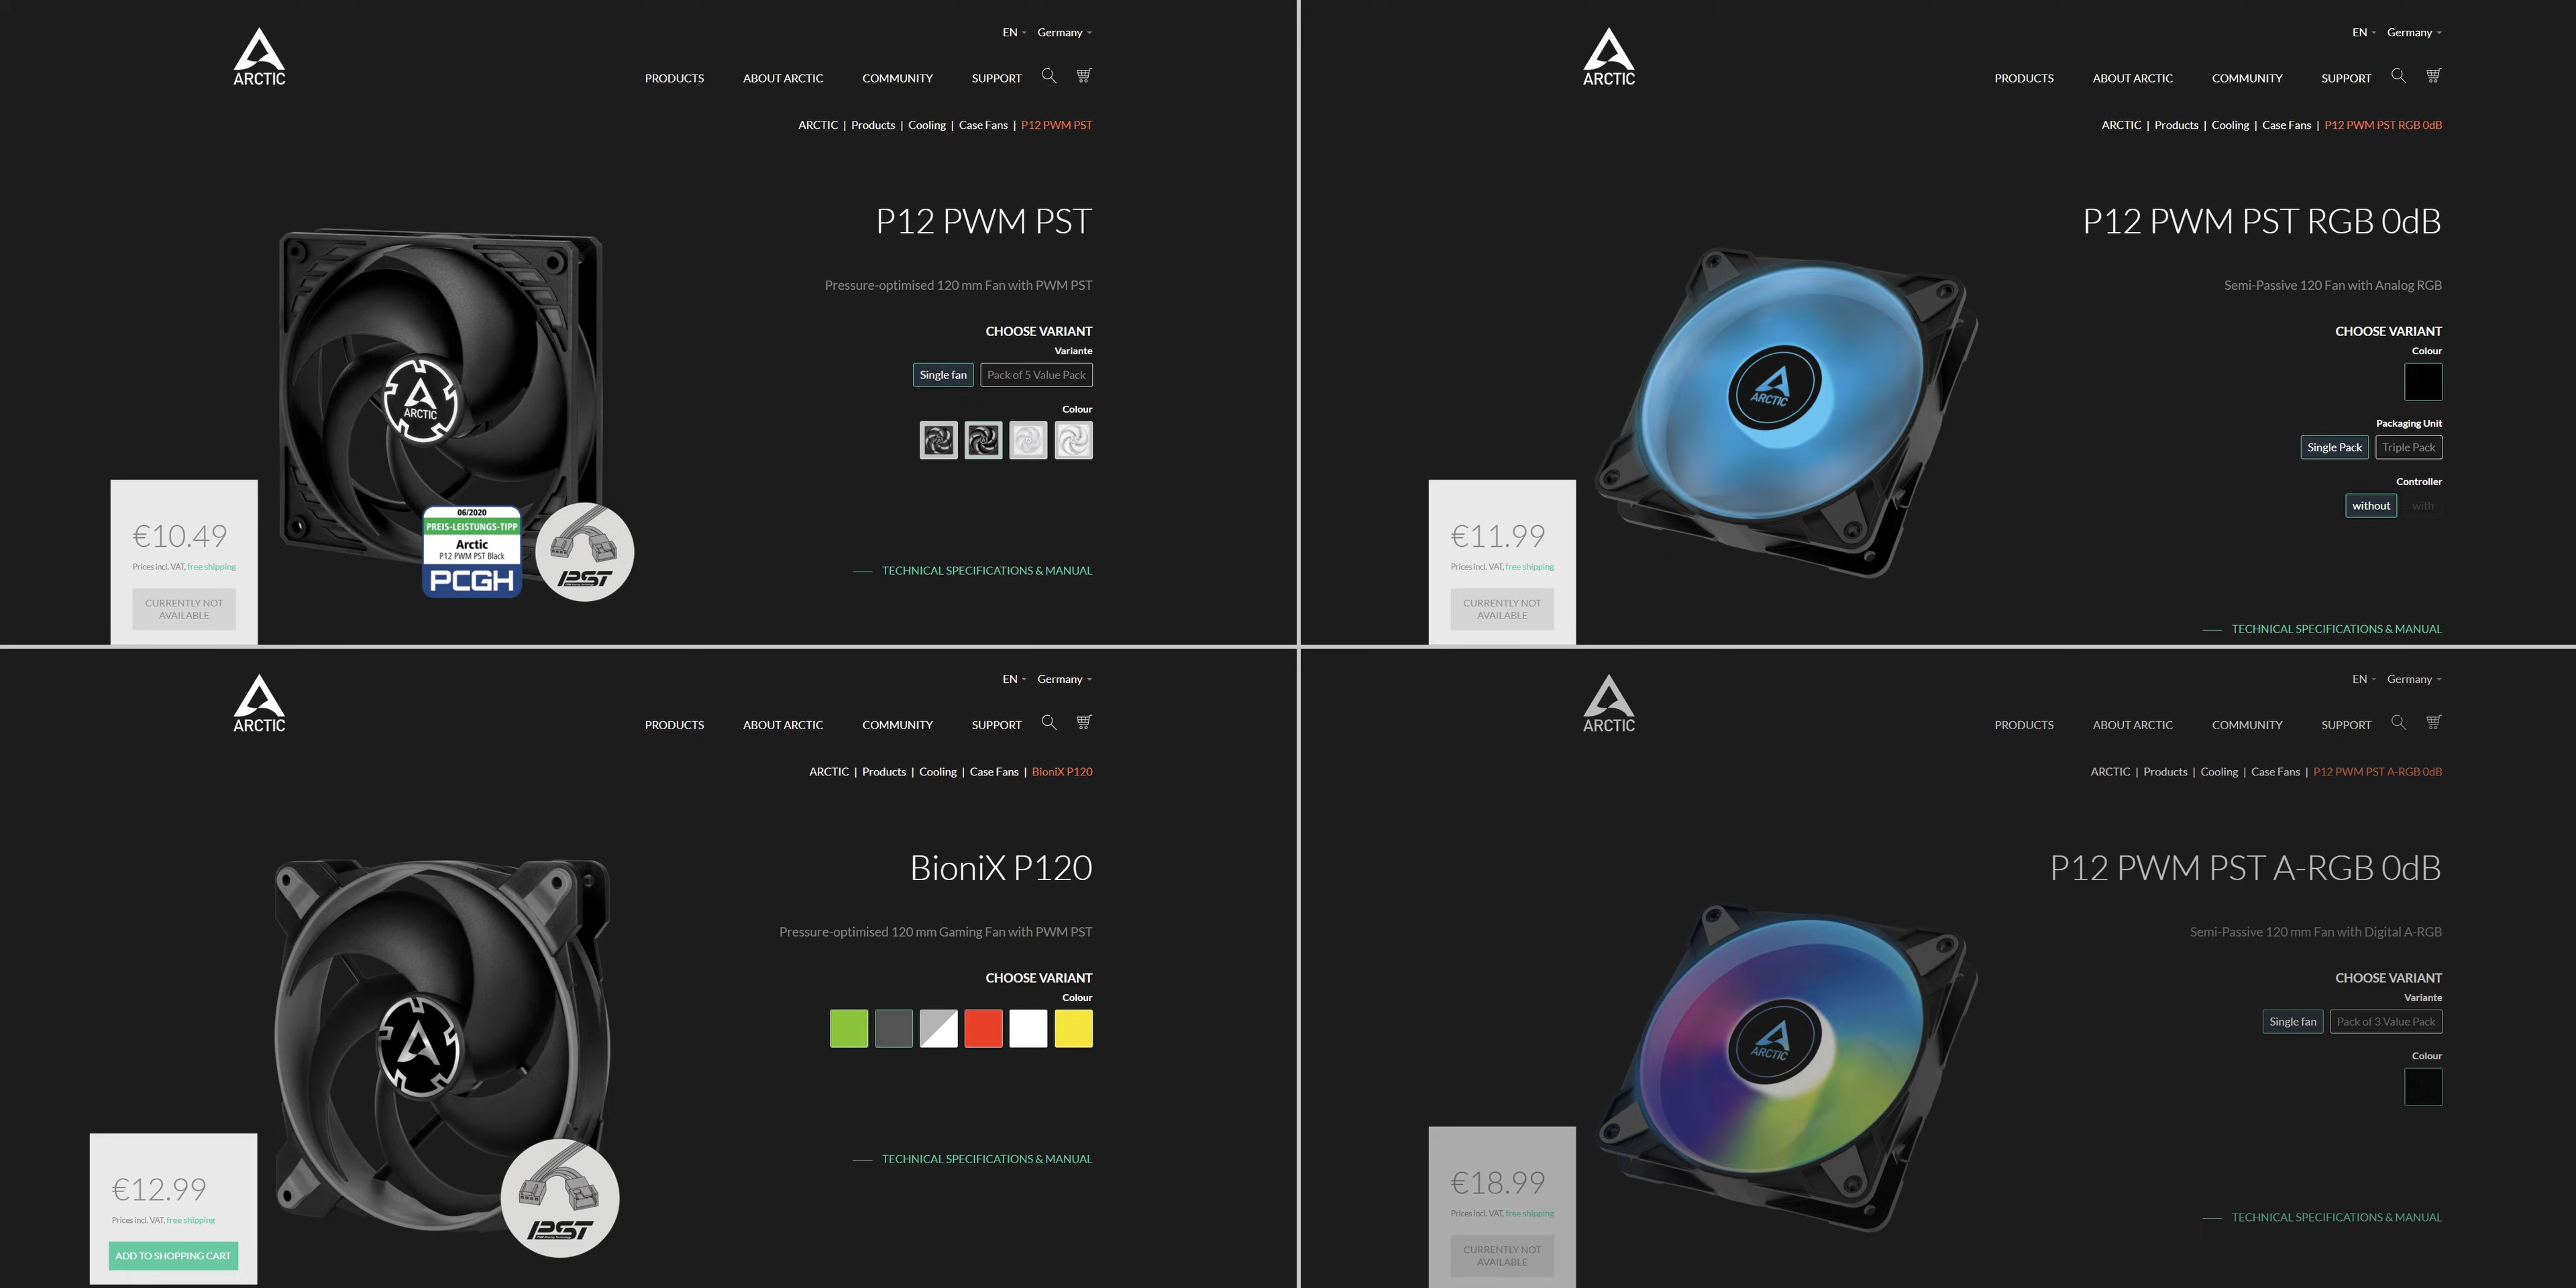 EN Germany
ARCTIC
PRODUCTS ABOUT ARCTIC COMMUNITY SUPPORT
ARCTIC | Products | Cooling | Case Fans | P12 PWM PST
P12 PWM PST
Pressure-optimised 120 mm Fan with PWM PST
CHOOSE VARIANT
Variante
Single fan Pack of 5 Value Pack
Colour
ARCTIC
06/2020
PREIS-LEISTUNGS-TIPP
Arctic
P12 PWM PST Black
PCGH
PST
€10.49
Prices incl. VAT, free shipping
CURRENTLY NOT
AVAILABLE
TECHNICAL SPECIFICATIONS & MANUAL
EN Germany
ARCTIC
PRODUCTS ABOUT ARCTIC COMMUNITY SUPPORT
ARCTIC | Products | Cooling | Case Fans | P12 PWM PST RGB 0dB
P12 PWM PST RGB 0dB
Semi-Passive 120 Fan with Analog RGB
CHOOSE VARIANT
Colour
Packaging Unit
Single Pack Triple Pack
Controller
without with
ARCTIC
€11.99
Prices incl. VAT, free shipping
CURRENTLY NOT
AVAILABLE
TECHNICAL SPECIFICATIONS & MANUAL
EN Germany
ARCTIC
PRODUCTS ABOUT ARCTIC COMMUNITY SUPPORT
ARCTIC | Products | Cooling | Case Fans | BioniX P120
BioniX P120
Pressure-optimised 120 mm Gaming Fan with PWM PST
CHOOSE VARIANT
Colour
PST
€12.99
Prices incl. VAT, free shipping
ADD TO SHOPPING CART
TECHNICAL SPECIFICATIONS & MANUAL
EN Germany
ARCTIC
PRODUCTS ABOUT ARCTIC COMMUNITY SUPPORT
ARCTIC | Products | Cooling | Case Fans | P12 PWM PST A-RGB 0dB
P12 PWM PST A-RGB 0dB
Semi-Passive 120 mm Fan with Digital A-RGB
CHOOSE VARIANT
Variante
Single fan Pack of 3 Value Pack
Colour
ARCTIC
€18.99
Prices incl. VAT, free shipping
CURRENTLY NOT
AVAILABLE
TECHNICAL SPECIFICATIONS & MANUAL